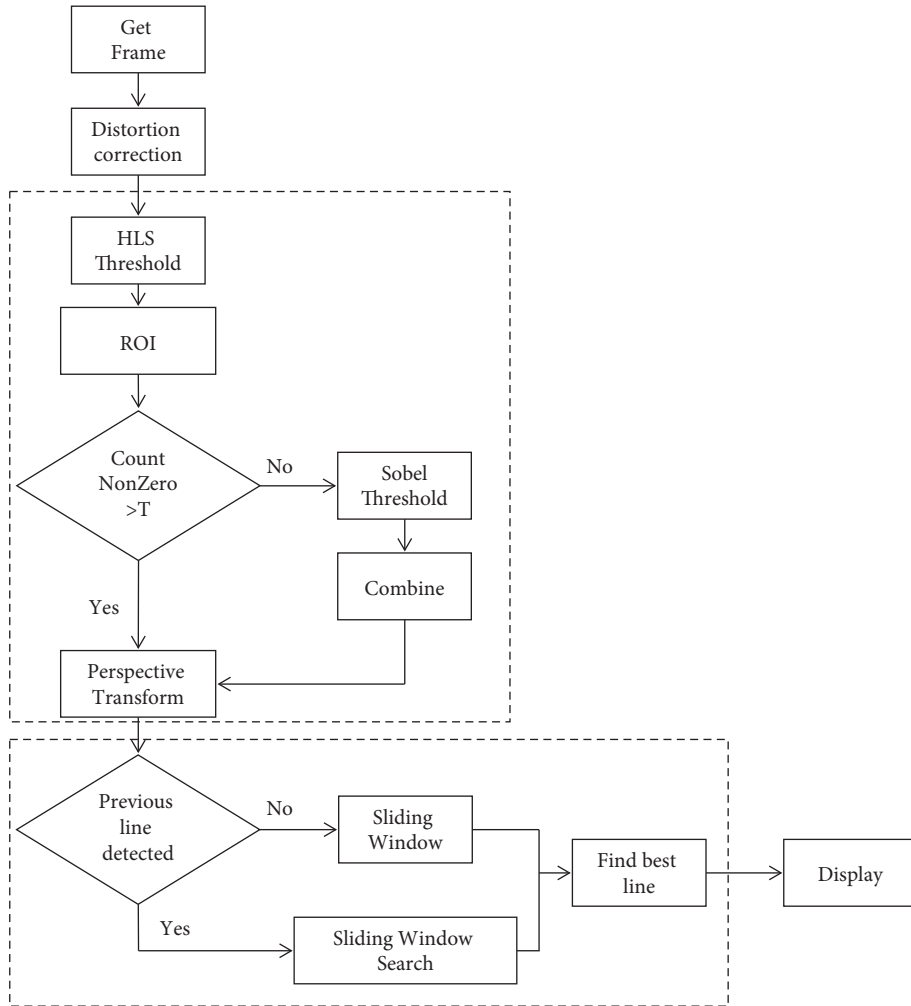 Get
Frame
Distortion
correction
HLS
Threshold
ROI
Count
NonZero
>T
No
Sobel
Threshold
Combine
Yes
Perspective
Transform
Previous
line
detected
No
Sliding
Window
Find best
line
Display
Yes
Sliding Window
Search